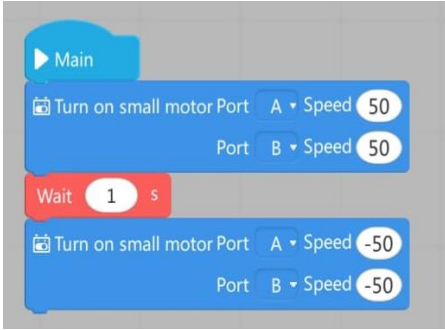 Main
Turn on small motor Port A Speed 50
Port B Speed 50
Wait 1 s
Turn on small motor Port A Speed -50
Port B Speed -50